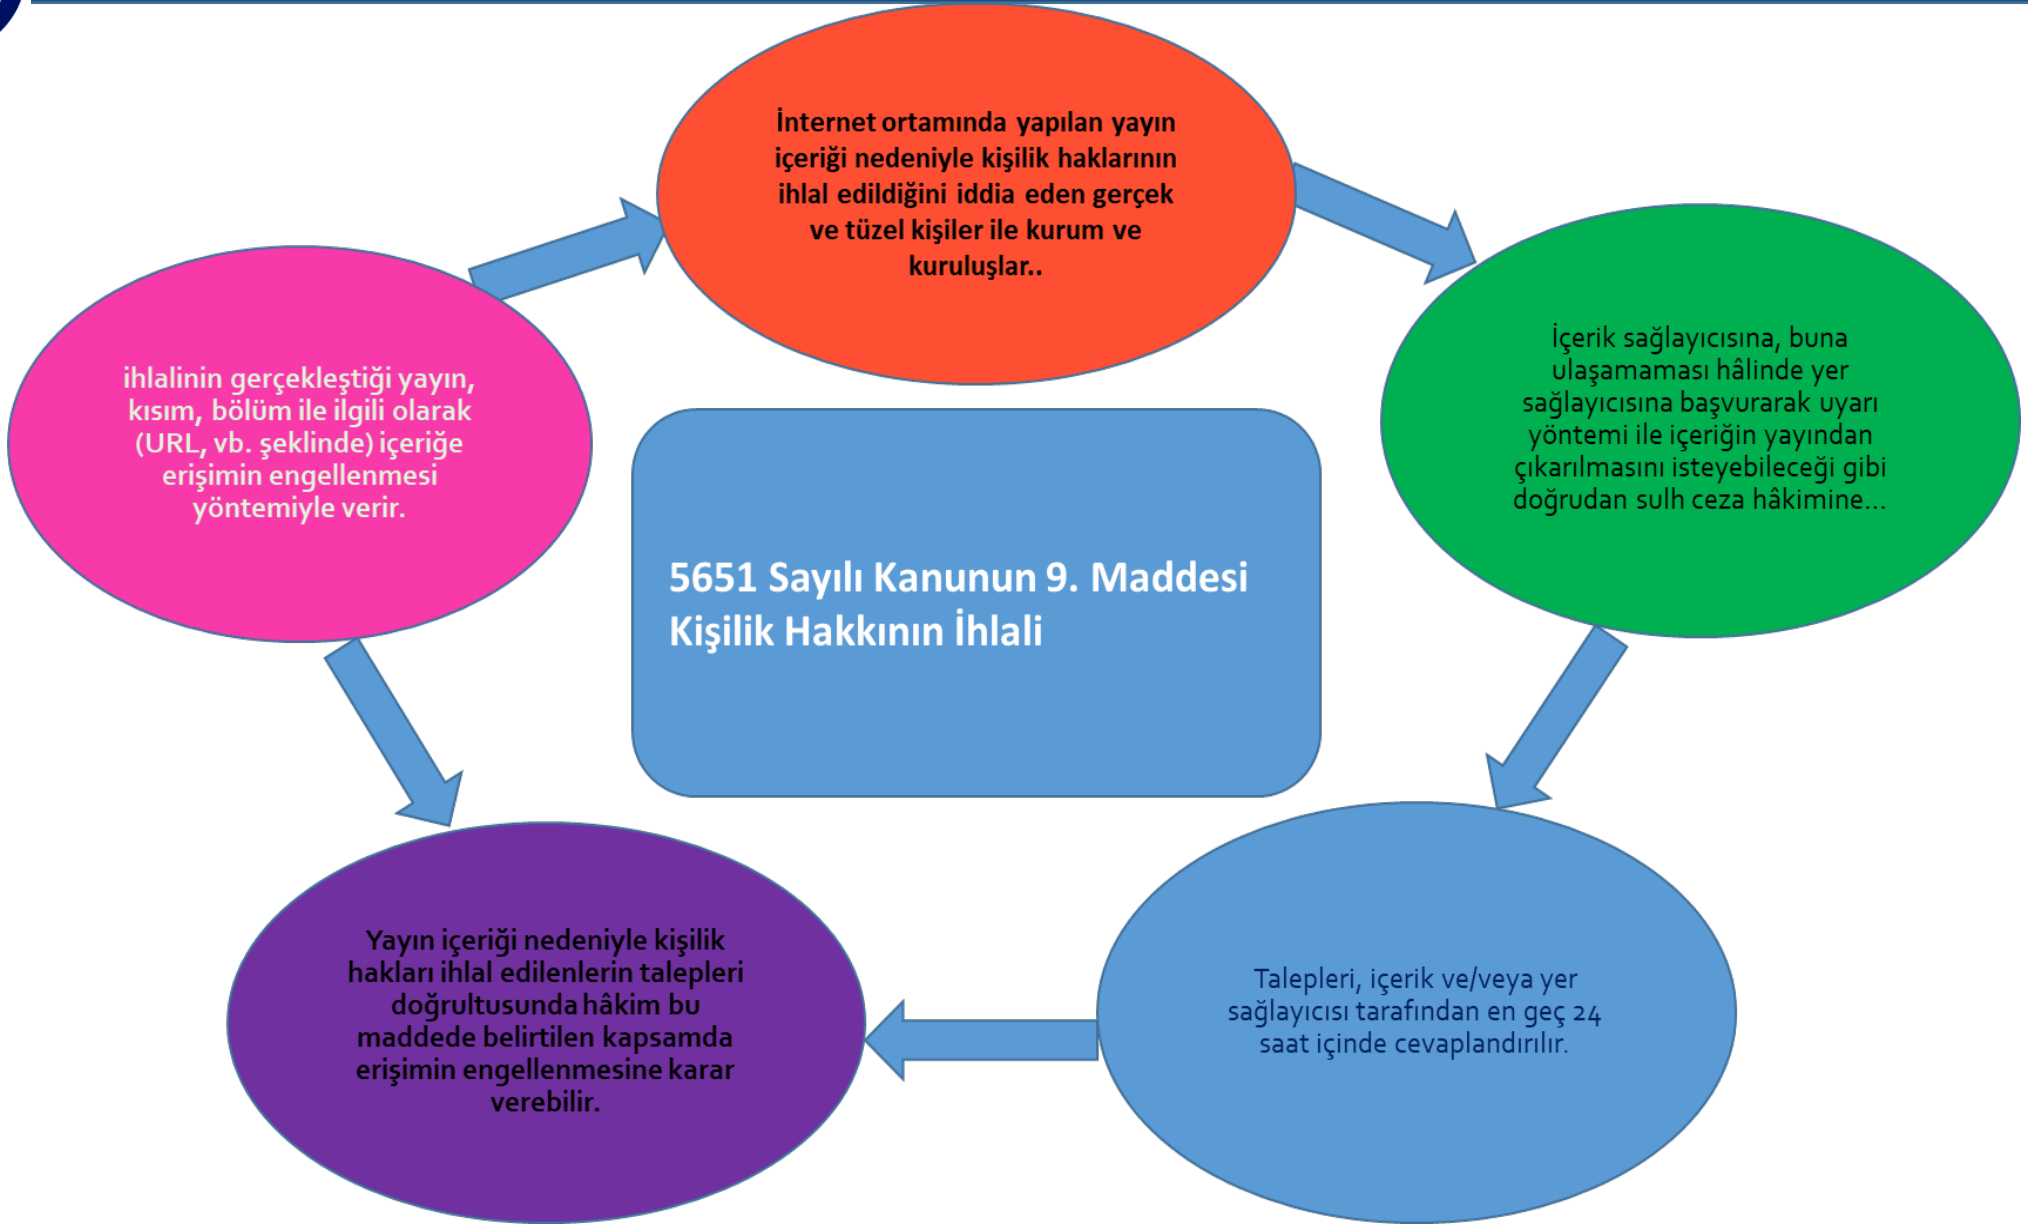 İnternet ortamında yapılan yayın
içeriği nedeniyle kişilik haklarının
ihlal edildiğini iddia eden gerçek
ve tüzel kişiler ile kurum ve
kuruluşlar..
İçerik sağlayıcısına, buna
ulaşamaması hâlinde yer
sağlayıcısına başvurarak uyarı
yöntemi ile içeriğin yayından
çıkarılmasını isteyebileceği gibi
doğrudan sulh ceza hâkimine...
Talepleri, içerik ve/veya yer
sağlayıcısı tarafından en geç 24
saat içinde cevaplandırılır.
Yayın içeriği nedeniyle kişilik
hakları ihlal edilenlerin talepleri
doğrultusunda hâkim bu
maddede belirtilen kapsamda
erişimin engellenmesine karar
verebilir.
ihlalinin gerçekleştiği yayın,
kısım, bölüm ile ilgili olarak
(URL, vb. şeklinde) içeriğe
erişimin engellenmesi
yöntemiyle verir.
5651 Sayılı Kanunun 9. Maddesi
Kişilik Hakkının İhlali